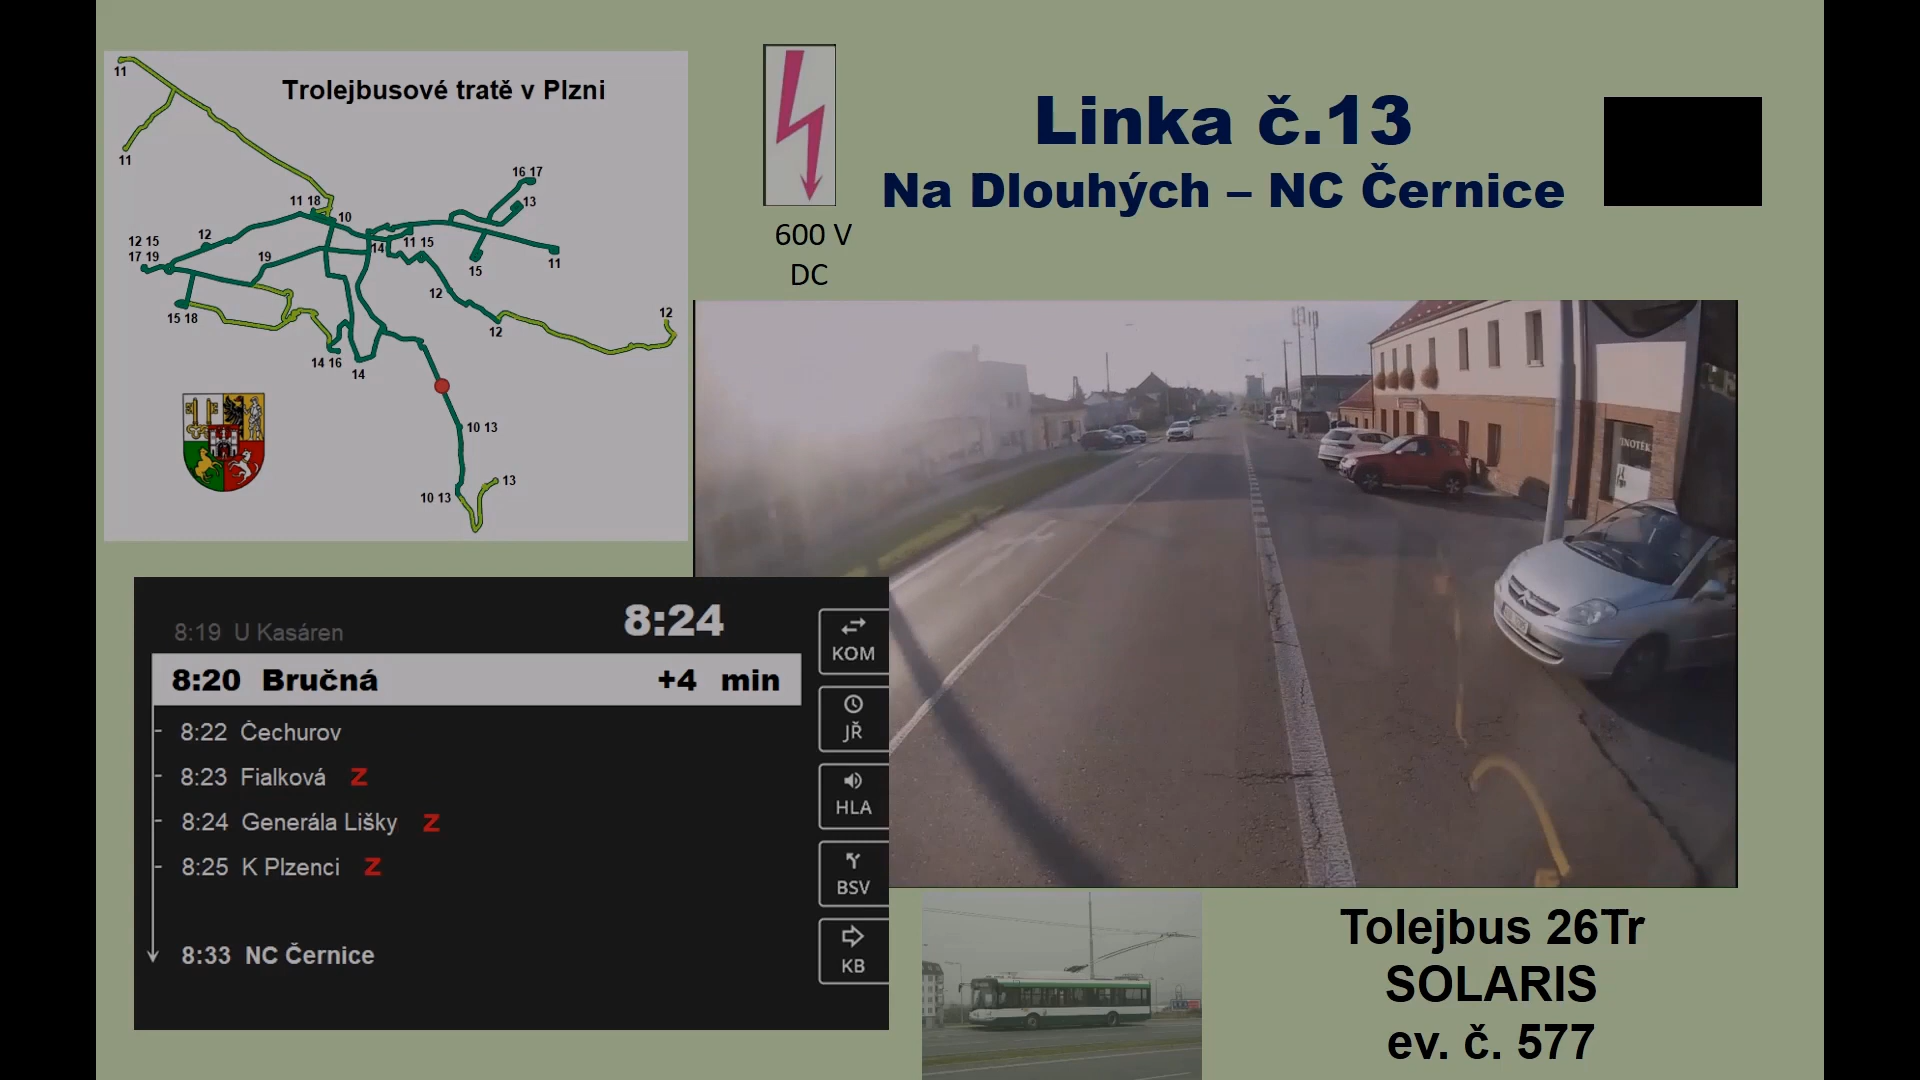 Trolejbusové tratě v Plzni
11
11
16 17
13
11 18
10
12
12 15
17 19
19
14
11 15
15
11
12
12
12
15 18
14 16
14
10 13
10 13
13
600 V
DC
Linka č.13
Na Dlouhých – NC Černice
8:24
8:19 U Kasáren
8:20 Bručná +4 min
8:22 Čechurov
8:23 Fialková Z
8:24 Generála Lišky Z
8:25 K Plzenci Z
8:33 NC Černice
KOM
JŘ
HLA
BSV
KB
Tolejbus 26Tr
SOLARIS
ev. č. 577